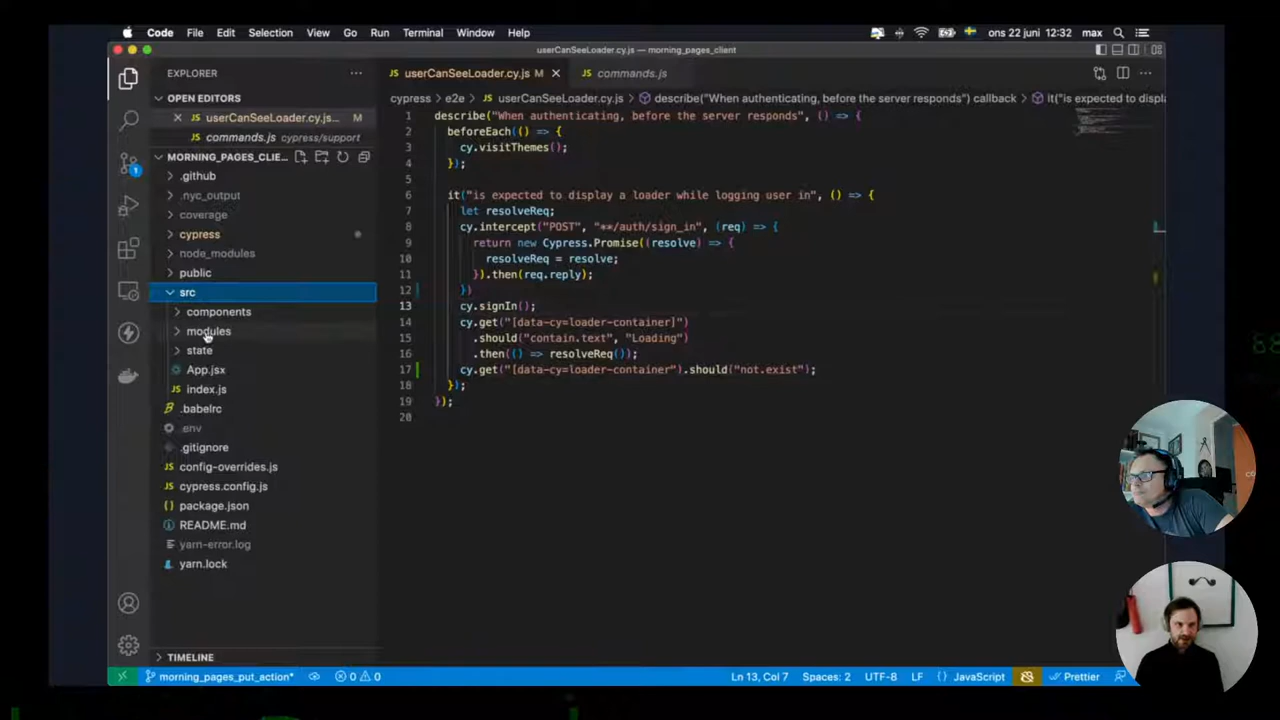 Code File Edit Selection View Go Run Terminal Window Help ons 22 juni 12:32 max
userCanSeeLoader.cy.js — morning_pages_client
EXPLORER
userCanSeeLoader.cy.js M
commands.js
OPEN EDITORS
cypress > e2e > userCanSeeLoader.cy.js > describe("When authenticating, before the server responds") callback > it("is expected to displa
userCanSeeLoader.cy.js... M
commands.js cypress/support
MORNING_PAGES_CLIE...
.github
.nyc_output
coverage
cypress
node_modules
public
src
components
modules
state
App.jsx
index.js
.babelrc
.env
.gitignore
config-overrides.js
cypress.config.js
package.json
README.md
yarn-error.log
yarn.lock
TIMELINE
1
1 describe("When authenticating, before the server responds", () => {
2 beforeEach(() => {
3 cy.visitThemes();
4 });
5
6 it("is expected to display a loader while logging user in", () => {
7 let resolveReq;
8 cy.intercept("POST", "**/auth/sign_in", (req) => {
9 return new Cypress.Promise((resolve) => {
10 resolveReq = resolve;
11 }).then(req.reply);
12 })
13 cy.signIn();
14 cy.get("[data-cy=loader-container]")
15 .should("contain.text", "Loading")
16 .then(() => resolveReq());
17 cy.get("[data-cy=loader-container").should("not.exist");
18 });
19 });
20
morning_pages_put_action* 0 0 Ln 13, Col 7 Spaces: 2 UTF-8 LF {} JavaScript Prettier